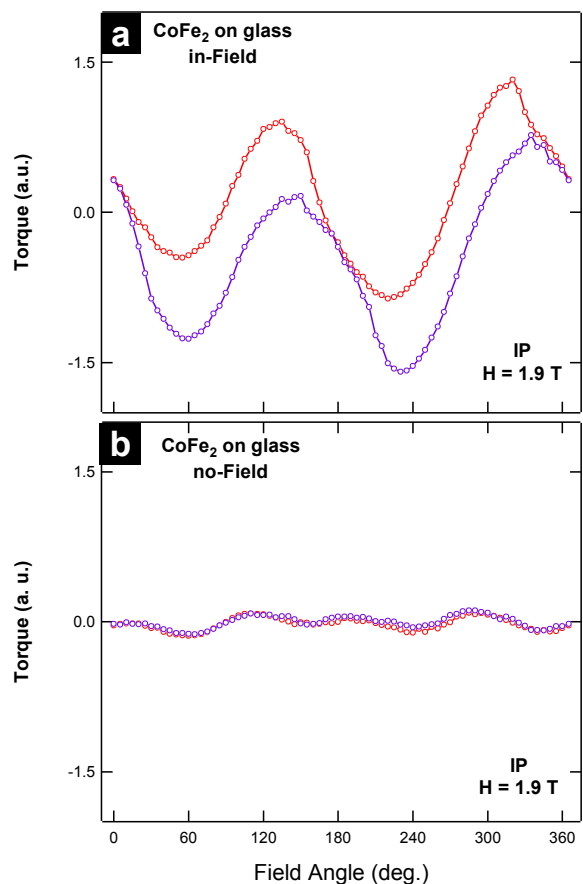 a
CoFe₂ on glass
in-Field
1.5
0.0
-1.5
Torque (a.u.)
IP
H = 1.9 T
b
CoFe₂ on glass
no-Field
1.5
0.0
-1.5
Torque (a. u.)
IP
H = 1.9 T
0 60 120 180 240 300 360
Field Angle (deg.)